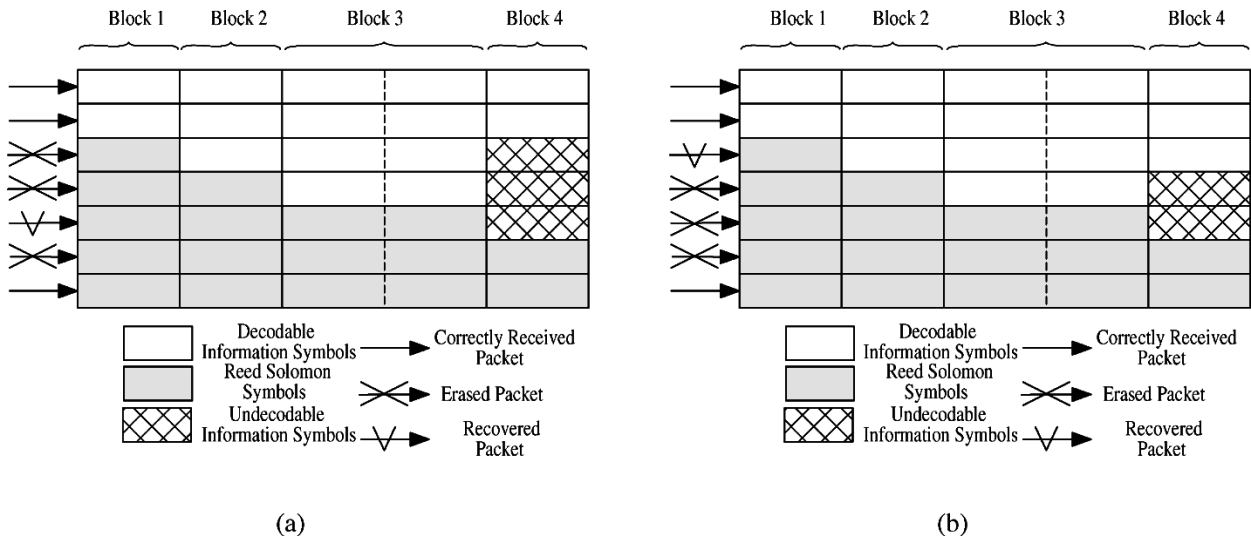 Block 1 Block 2 Block 3 Block 4
Decodable
Information Symbols
Correctly Received
Packet
Reed Solomon
Symbols
Erased Packet
Undecodable
Information Symbols
Recovered
Packet
(a)
Block 1 Block 2 Block 3 Block 4
Decodable
Information Symbols
Correctly Received
Packet
Reed Solomon
Symbols
Erased Packet
Undecodable
Information Symbols
Recovered
Packet
(b)